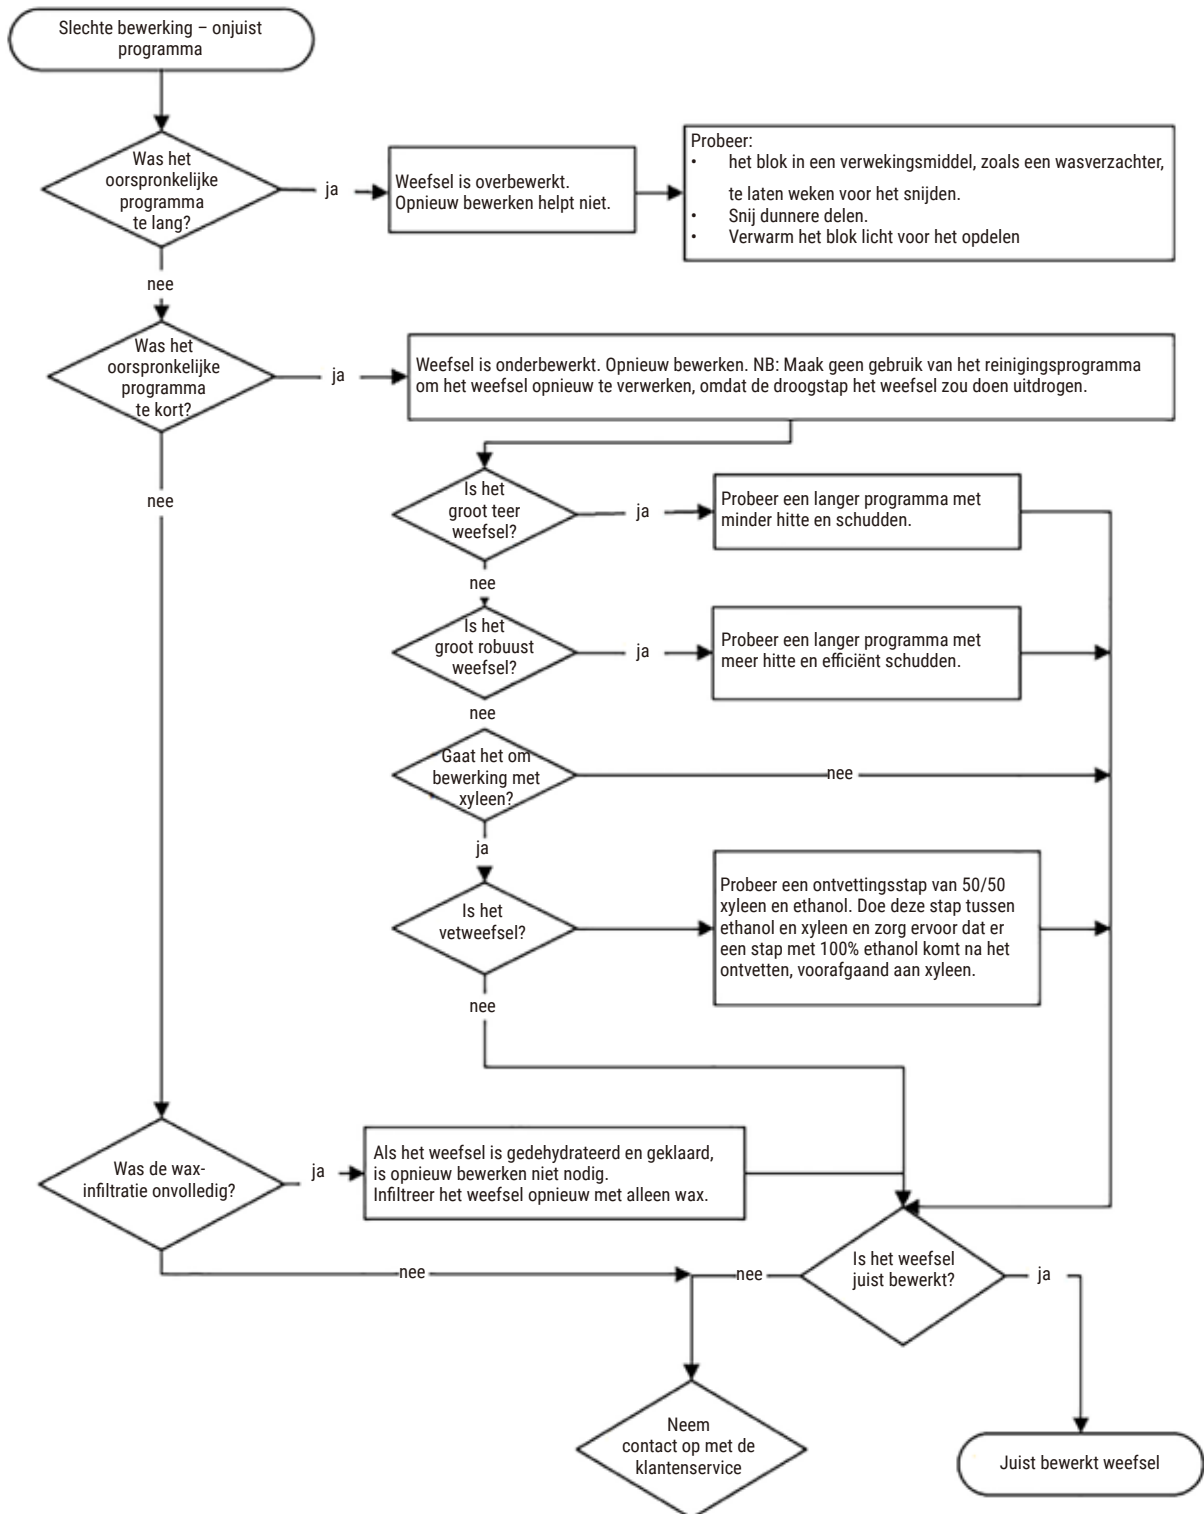 Slechte bewerking – onjuist
programma
Was het
oorspronkelijke
programma
te lang?
ja
Weefsel is overbewerkt.
Opnieuw bewerken helpt niet.
Probeer:
• het blok in een verwekingsmiddel, zoals een wasverzachter,
te laten weken voor het snijden.
• Snij dunnere delen.
• Verwarm het blok licht voor het opdelen
nee
Was het
oorspronkelijke
programma
te kort?
ja
Weefsel is onderbewerkt. Opnieuw bewerken. NB: Maak geen gebruik van het reinigingsprogramma
om het weefsel opnieuw te verwerken, omdat de droogstap het weefsel zou doen uitdrogen.
nee
Is het
groot teer
weefsel?
ja
Probeer een langer programma met
minder hitte en schudden.
nee
Is het
groot robuust
weefsel?
ja
Probeer een langer programma met
meer hitte en efficiënt schudden.
nee
Gaat het om
bewerking met
xyleen?
nee
ja
Is het
vetweefsel?
Probeer een ontvettingsstap van 50/50
xyleen en ethanol. Doe deze stap tussen
ethanol en xyleen en zorg ervoor dat er
een stap met 100% ethanol komt na het
ontvetten, voorafgaand aan xyleen.
nee
Was de wax-
infiltratie onvolledig?
ja
Als het weefsel is gedehydrateerd en geklaard,
is opnieuw bewerken niet nodig.
Infiltreer het weefsel opnieuw met alleen wax.
nee
Is het weefsel
juist bewerkt?
nee
ja
Neem
contact op met de
klantenservice
Juist bewerkt weefsel